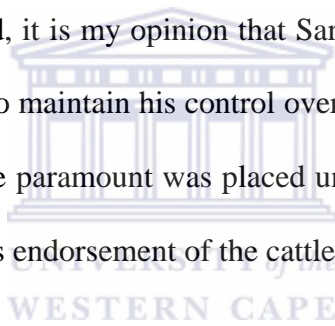 d, it is my opinion that Sar
o maintain his control over
e paramount was placed un
s endorsement of the cattle
UNIVERSITY of the
WESTERN CAPE